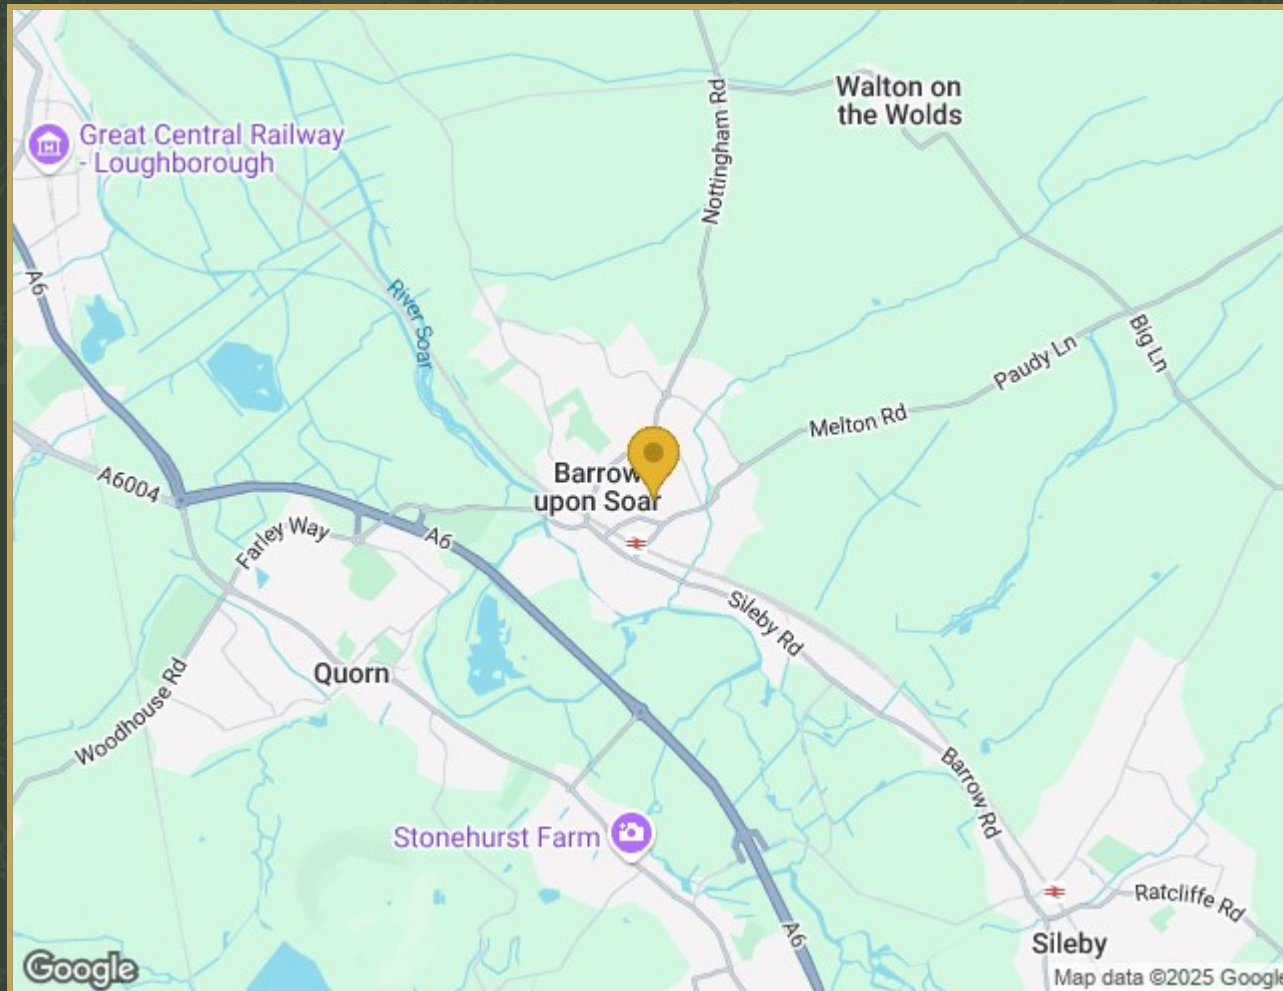 Walton on
the Wolds
Great Central Railway
- Loughborough
Nottingham Rd
A6
River Soar
Big Ln
Paudy Ln
Melton Rd
Barrow
upon Soar
A6004
Farley Way
A6
Sileby Rd
Quorn
Woodhouse Rd
Barrow Rd
Stonehurst Farm
Ratcliffe Rd
A6
Sileby
Google
Map data ©2025 Google